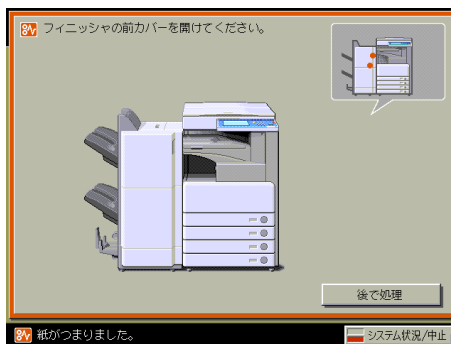 フィニッシャの前カバーを開けてください。
後で処理
紙がつまりました。
システム状況/中止